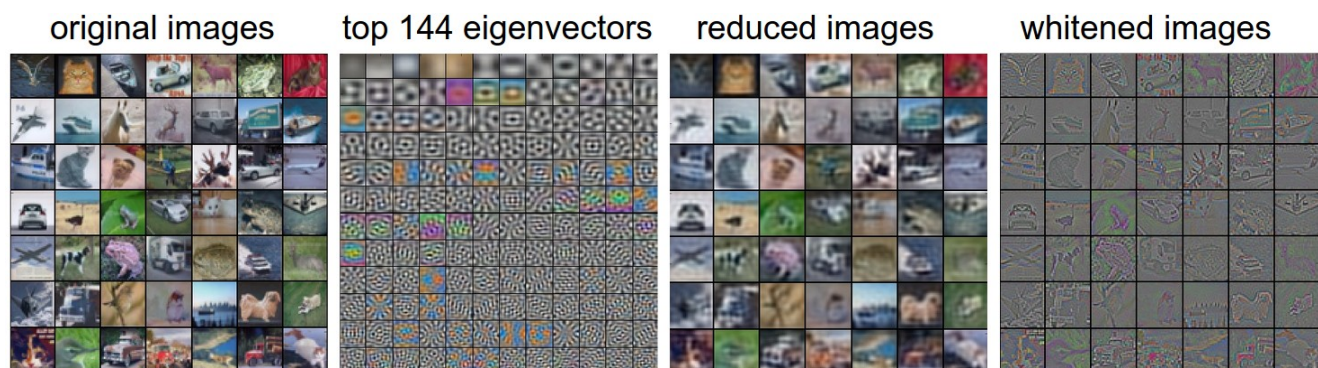 original images
top 144 eigenvectors
reduced images
whitened images